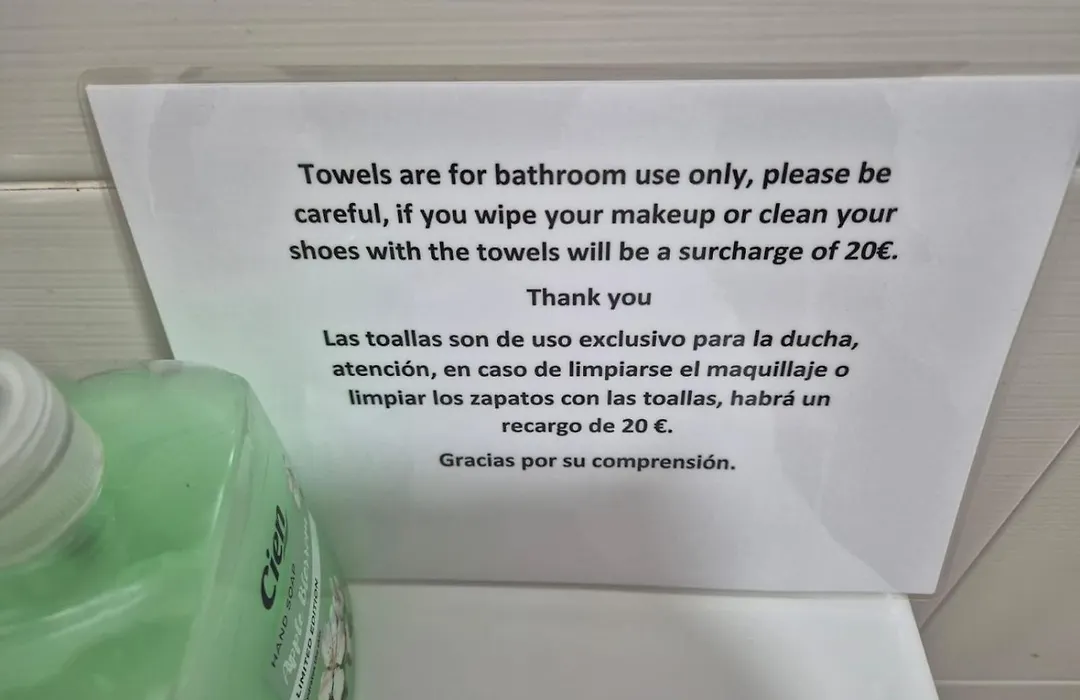 Towels are for bathroom use only, please be
careful, if you wipe your makeup or clean your
shoes with the towels will be a surcharge of 20€.
Thank you
Las toallas son de uso exclusivo para la ducha,
atención, en caso de limpiarse el maquillaje o
limpiar los zapatos con las toallas, habrá un
recargo de 20 €.
Gracias por su comprensión.
Cien
HAND SOAP
Apple Blossom
LIMITED EDITION